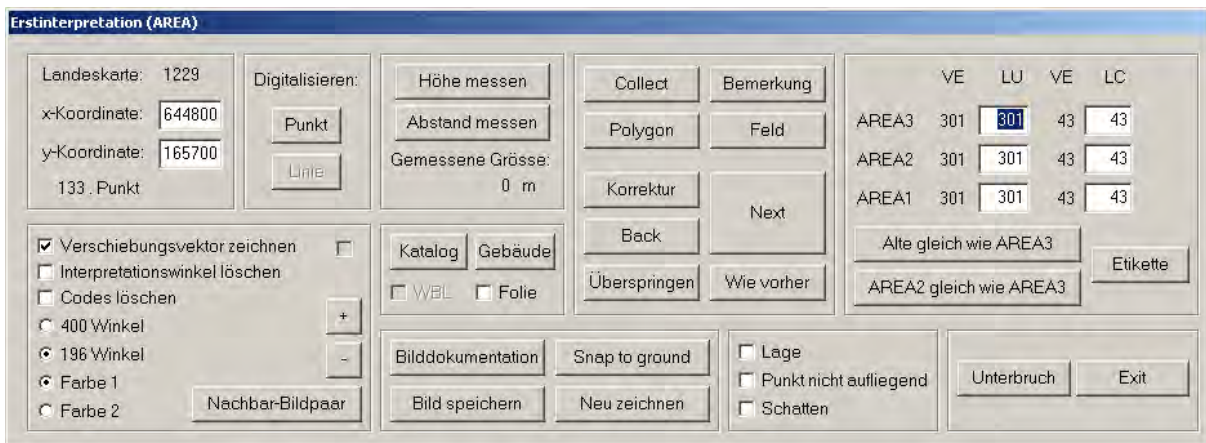 Erstinterpretation (AREA)
Landeskarte: 1229
x-Koordinate: 644800
y-Koordinate: 165700
133. Punkt
Digitalisieren:
Punkt
Linie
Höhe messen
Abstand messen
Gemessene Grösse:
0 m
Collect Bemerkung
Polygon Feld
Korrektur
Next
Back
Überspringen Wie vorher
VE LU VE LC
AREA3 301 301 43 43
AREA2 301 301 43 43
AREA1 301 301 43 43
Alte gleich wie AREA3
AREA2 gleich wie AREA3
Etikette
Verschiebungsvektor zeichnen
Interpretationswinkel löschen
Codes löschen
400 Winkel
196 Winkel
Farbe 1
Farbe 2
+
-
Nachbar-Bildpaar
Katalog Gebäude
WBL Folie
Bilddokumentation Snap to ground
Bild speichern Neu zeichnen
Lage
Punkt nicht aufliegend
Schatten
Unterbruch Exit